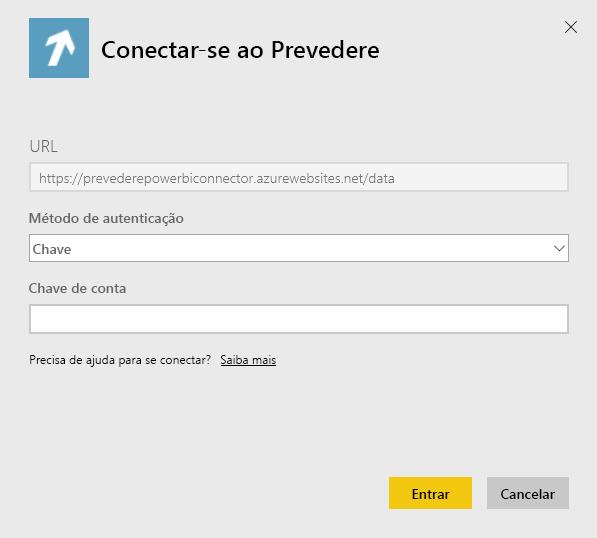 Conectar-se ao Prevedere
URL
https://prevederepowerbiconnector.azurewebsites.net/data
Método de autenticação
Chave
Chave de conta
Precisa de ajuda para se conectar? Saiba mais
Entrar Cancelar